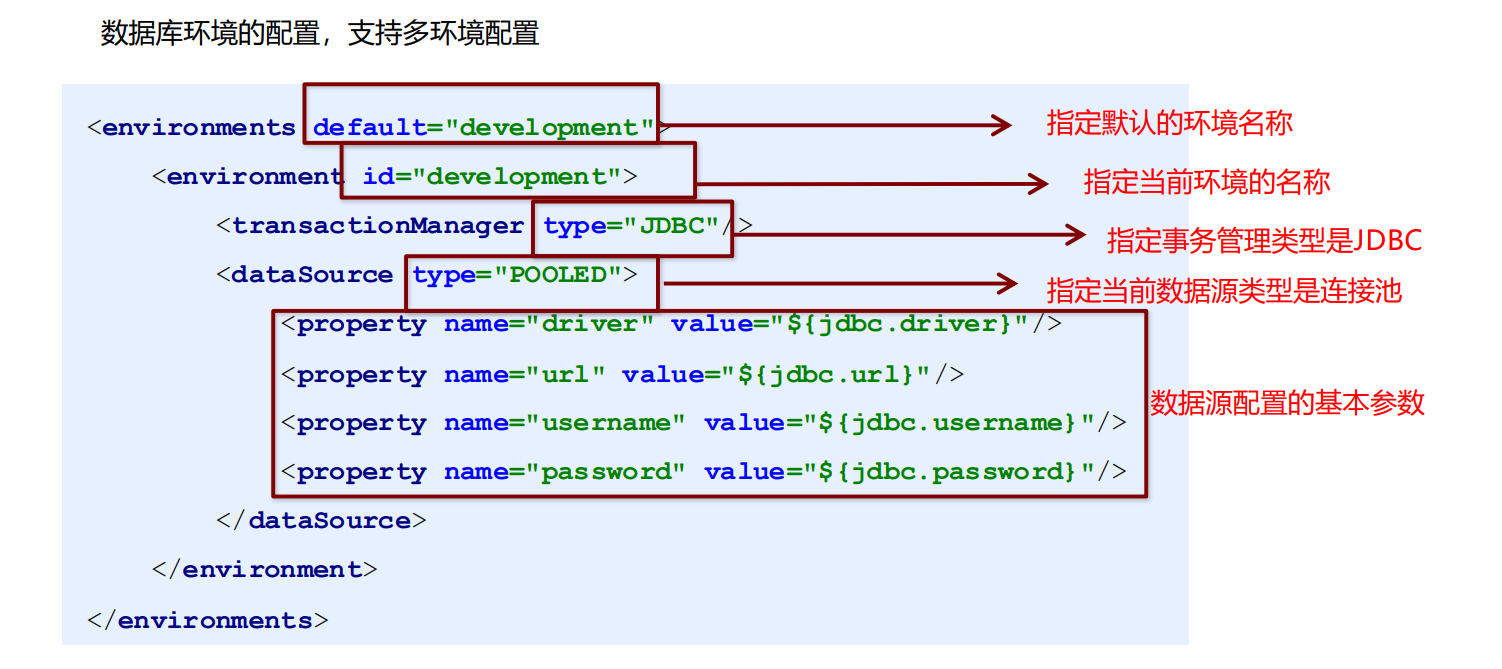 数据库环境的配置，支持多环境配置
<environments default="development">
指定默认的环境名称
<environment id="development">
指定当前环境的名称
<transactionManager type="JDBC"/>
指定事务管理类型是JDBC
<dataSource type="POOLED">
指定当前数据源类型是连接池
<property name="driver" value="${jdbc.driver}"/>
<property name="url" value="${jdbc.url}"/>
<property name="username" value="${jdbc.username}"/>
<property name="password" value="${jdbc.password}"/>
数据源配置的基本参数
</dataSource>
</environment>
</environments>